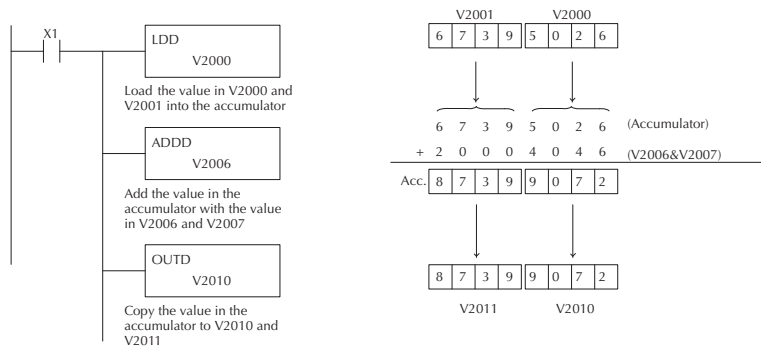 X1
LDD
V2000
Load the value in V2000 and
V2001 into the accumulator
ADDD
V2006
Add the value in the
accumulator with the value
in V2006 and V2007
OUTD
V2010
Copy the value in the
accumulator to V2010 and
V2011
V2001 V2000
6 7 3 9 5 0 2 6
6 7 3 9 5 0 2 6 (Accumulator)
+ 2 0 0 0 4 0 4 6 (V2006&V2007)
Acc. 8 7 3 9 9 0 7 2
8 7 3 9 9 0 7 2
V2011 V2010